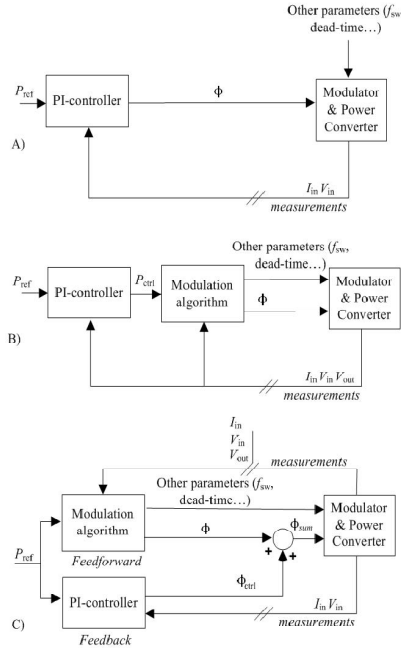 Other parameters (fsw,
dead-time…)
Pref
PI-controller
ϕ
Modulator
& Power
Converter
A)
Iin Vin
measurements
Other parameters (fsw,
dead-time…)
Pref
PI-controller
Pctrl
Modulation
algorithm
ϕ
Modulator
& Power
Converter
B)
Iin Vin Vout
measurements
Iin
Vin
Vout
measurements
Other parameters (fsw,
dead-time…)
Modulation
algorithm
ϕ
ϕsum
Modulator
& Power
Converter
Feedforward
+
+
Pref
ϕctrl
PI-controller
Iin Vin
measurements
C)
Feedback